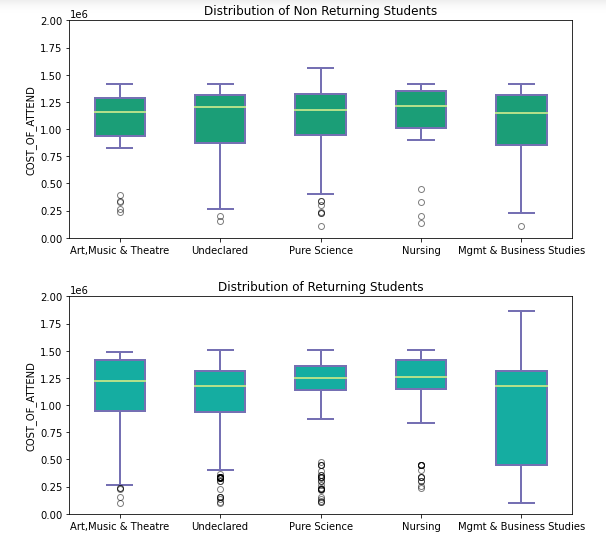 Distribution of Non Returning Students
1e6
2.00
1.75
1.50
1.25
1.00
0.75
0.50
0.25
0.00
COST_OF_ATTEND
Art,Music & Theatre Undeclared Pure Science Nursing Mgmt & Business Studies
Distribution of Returning Students
1e6
2.00
1.75
1.50
1.25
1.00
0.75
0.50
0.25
0.00
COST_OF_ATTEND
Art,Music & Theatre Undeclared Pure Science Nursing Mgmt & Business Studies